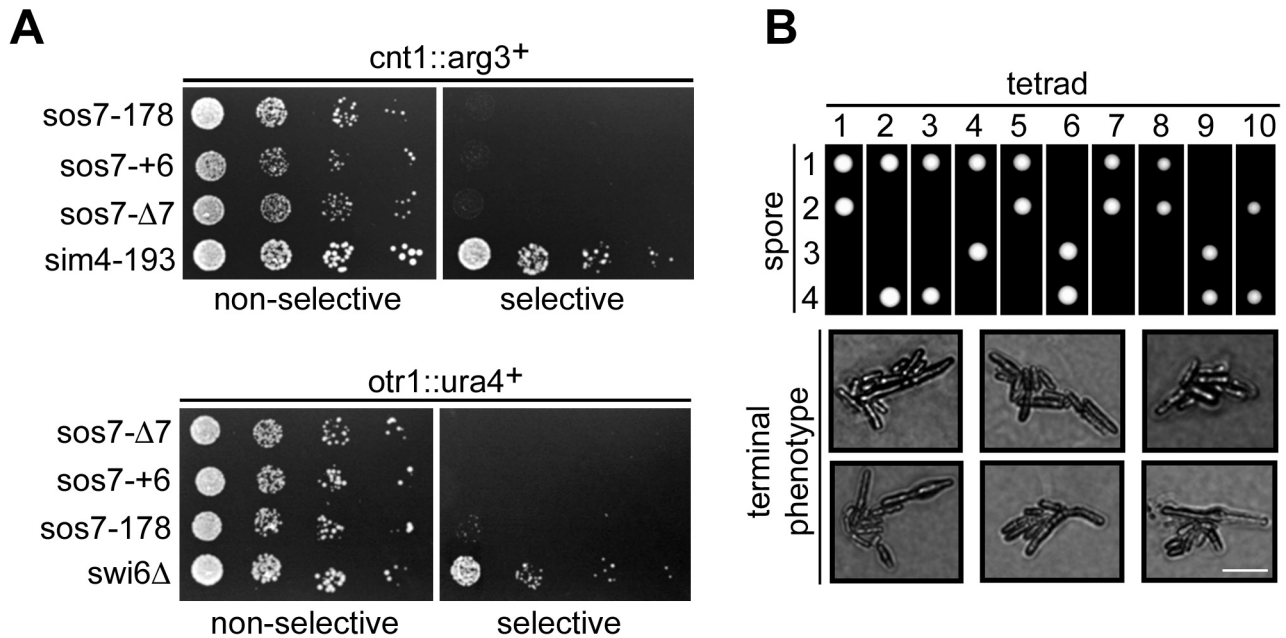 A
cnt1::arg3+
sos7-178
sos7-+6
sos7-Δ7
sim4-193
non-selective
selective
otr1::ura4+
sos7-Δ7
sos7-+6
sos7-178
swi6Δ
non-selective
selective
B
tetrad
1 2 3 4 5 6 7 8 9 10
spore
1
2
3
4
terminal
phenotype